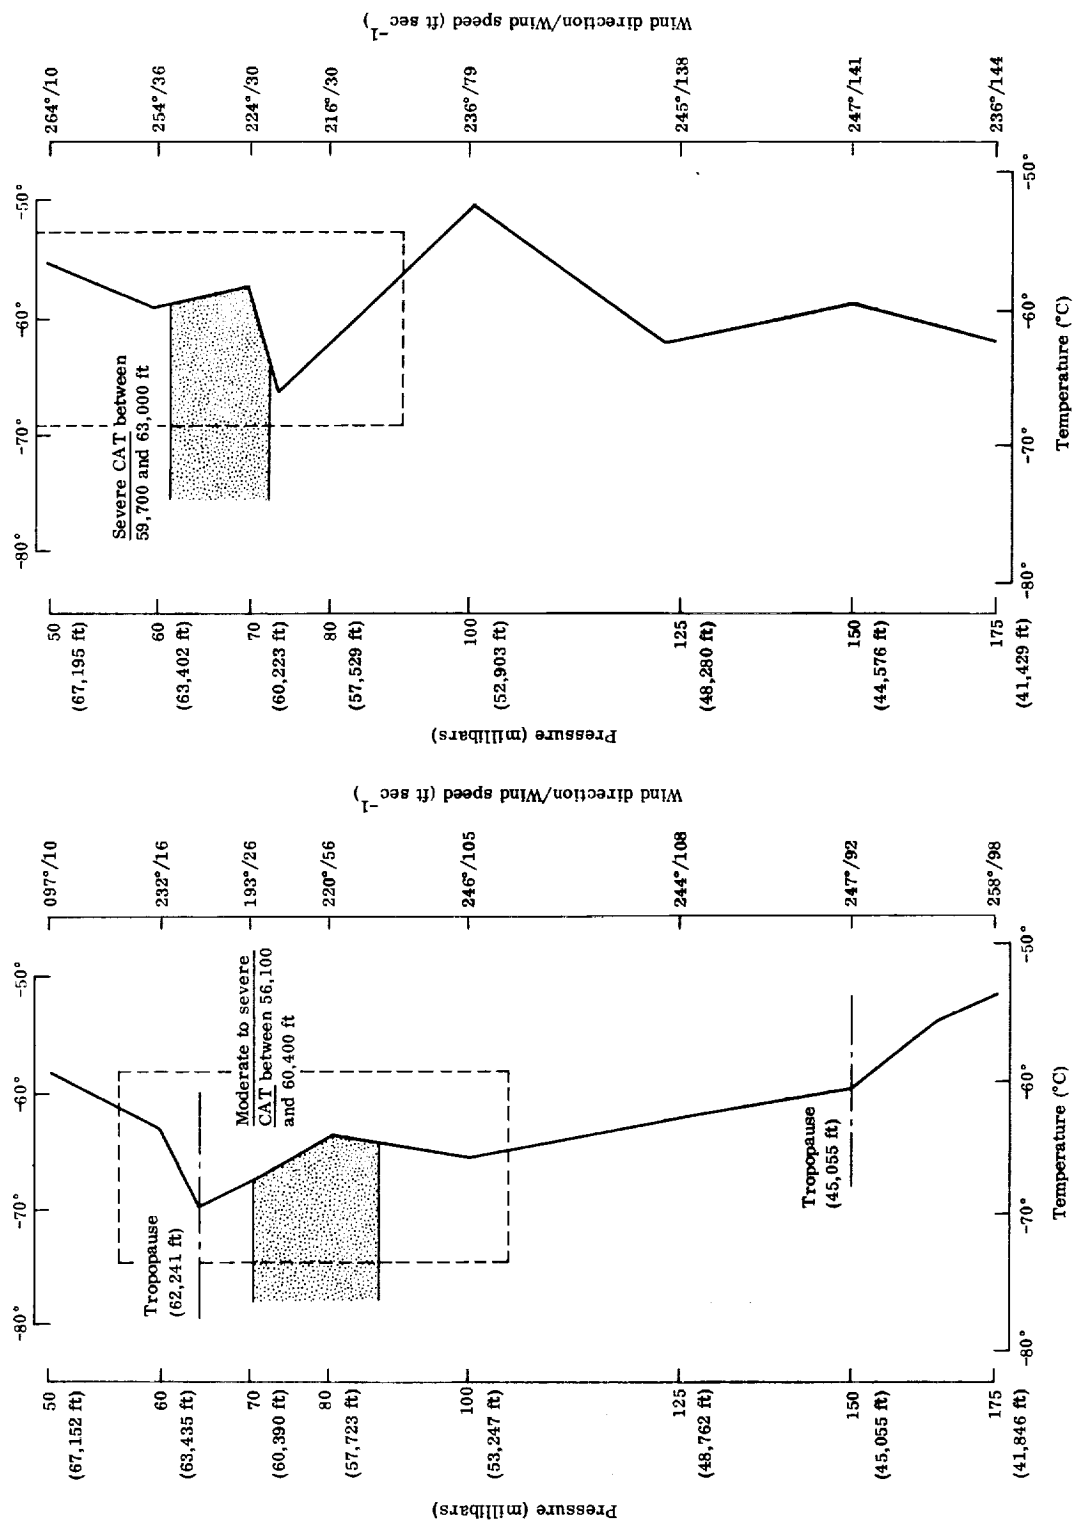 Pressure (millibars)
50
(67,152 ft)
60
(63,435 ft)
70
(60,390 ft)
80
(57,723 ft)
100
(53,247 ft)
125
(48,762 ft)
150
(45,055 ft)
175
(41,846 ft)
-80°
-70°
-60°
-50°
Tropopause
(62,241 ft)
Moderate to severe
CAT between 56,100
and 60,400 ft
Tropopause
(45,055 ft)
-80°
-70°
-60°
-50°
Temperature (°C)
097°/10
232°/16
193°/26
220°/56
246°/105
244°/108
247°/92
258°/98
Wind direction/Wind speed (ft sec⁻¹)
Pressure (millibars)
50
(67,195 ft)
60
(63,402 ft)
70
(60,223 ft)
80
(57,529 ft)
100
(52,903 ft)
125
(48,280 ft)
150
(44,576 ft)
175
(41,429 ft)
-80°
-70°
-60°
-50°
Severe CAT between
59,700 and 63,000 ft
-80°
-70°
-60°
-50°
Temperature (°C)
264°/10
254°/36
224°/30
216°/30
236°/79
245°/138
247°/141
236°/144
Wind direction/Wind speed (ft sec⁻¹)